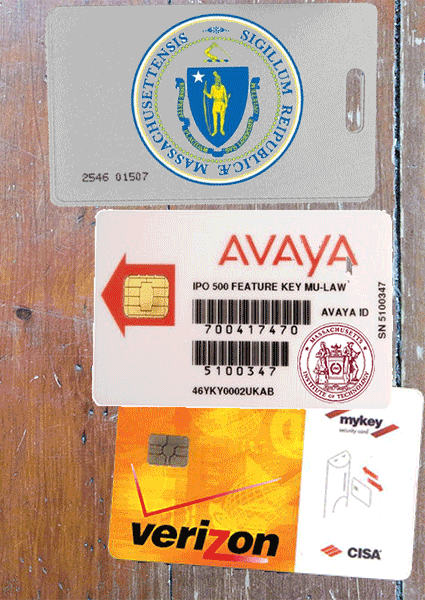 SIGILLUM REIPUBLICÆ MASSACHUSETTENSIS
2546 01507
AVAYA
IPO 500 FEATURE KEY MU-LAW
700417470
AVAYA ID
5100347
SN 5100347
46YKY0002UKAB
MASSACHUSETTS
INSTITUTE OF TECHNOLOGY
mykey
security card
verizon
CISA